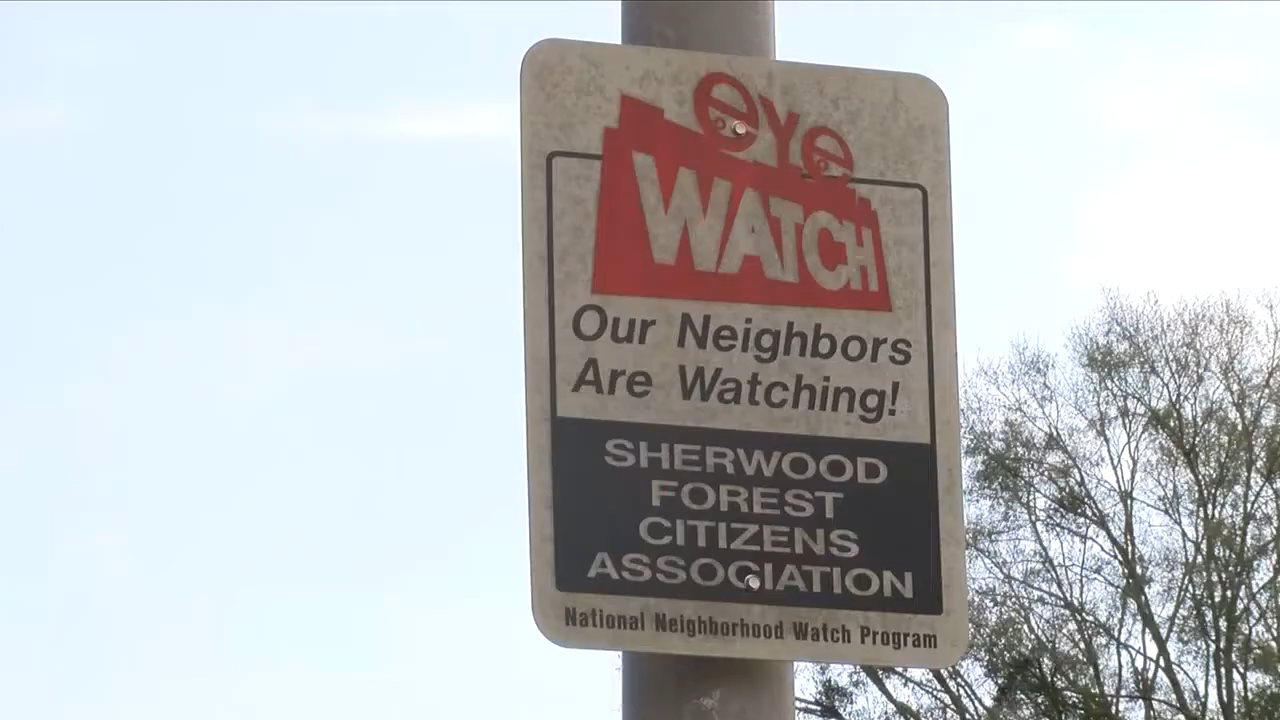 eye
WATCH
Our Neighbors
Are Watching!
SHERWOOD
FOREST
CITIZENS
ASSOCIATION
National Neighborhood Watch Program